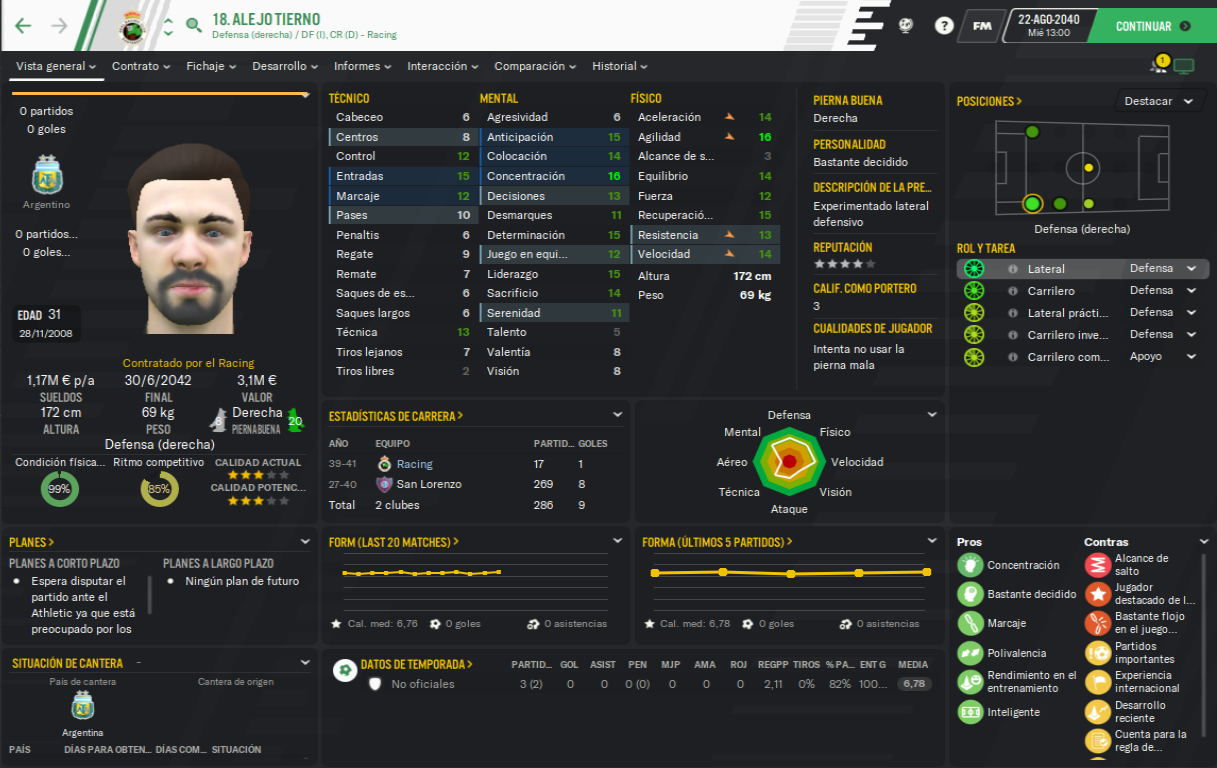 18. ALEJO TIERNO
Defensa (derecha) / DF (I), CR (D) - Racing
FM
22-AGO-2040
Mié 13:00
CONTINUAR
Vista general
Contrato
Fichaje
Desarrollo
Informes
Interacción
Comparación
Historial
1
0 partidos
0 goles
Argentino
0 partidos...
0 goles...
EDAD 31
28/11/2008
Contratado por el Racing
1,17M € p/a 30/6/2042 3,1M €
SUELDOS FINAL VALOR
172 cm 69 kg 8 Derecha 20
ALTURA PESO PIERNA BUENA
Defensa (derecha)
Condición física... Ritmo competitivo CALIDAD ACTUAL
99% 85%
CALIDAD POTENC...
TÉCNICO
Cabeceo 6
Centros 8
Control 12
Entradas 15
Marcaje 12
Pases 10
Penaltis 6
Regate 9
Remate 7
Saques de es... 6
Saques largos 6
Técnica 13
Tiros lejanos 7
Tiros libres 2
MENTAL
Agresividad 6
Anticipación 15
Colocación 14
Concentración 16
Decisiones 13
Desmarques 11
Determinación 15
Juego en equi... 12
Liderazgo 15
Sacrificio 14
Serenidad 11
Talento 5
Valentía 8
Visión 8
FÍSICO
Aceleración 14
Agilidad 16
Alcance de s... 3
Equilibrio 14
Fuerza 12
Recuperació... 15
Resistencia 13
Velocidad 14
Altura 172 cm
Peso 69 kg
PIERNA BUENA
Derecha
PERSONALIDAD
Bastante decidido
DESCRIPCIÓN DE LA PRE...
Experimentado lateral
defensivo
REPUTACIÓN
CALIF. COMO PORTERO
3
CUALIDADES DE JUGADOR
Intenta no usar la
pierna mala
POSICIONES >
Destacar
Defensa (derecha)
ROL Y TAREA
Lateral Defensa
Carrilero Defensa
Lateral prácti... Defensa
Carrilero inve... Defensa
Carrilero com... Apoyo
ESTADÍSTICAS DE CARRERA >
AÑO EQUIPO PARTID... GOLES
39-41 Racing 17 1
27-40 San Lorenzo 269 8
Total 2 clubes 286 9
Defensa
Mental Físico
Aéreo Velocidad
Técnica Visión
Ataque
PLANES >
PLANES A CORTO PLAZO
Espera disputar el
partido ante el
Athletic ya que está
preocupado por los
PLANES A LARGO PLAZO
Ningún plan de futuro
FORM (LAST 20 MATCHES) >
Cal. med: 6,76 0 goles 0 asistencias
FORMA (ÚLTIMOS 5 PARTIDOS) >
Cal. med: 6,78 0 goles 0 asistencias
Pros
Concentración
Bastante decidido
Marcaje
Polivalencia
Rendimiento en el
entrenamiento
Inteligente
Contras
Alcance de
salto
Jugador
destacado de l...
Bastante flojo
en el juego...
Partidos
importantes
Experiencia
internacional
Desarrollo
reciente
Cuenta para la
regla de...
SITUACIÓN DE CANTERA -
País de cantera Cantera de origen
Argentina
PAÍS DÍAS PARA OBTEN... DÍAS COM... SITUACIÓN
DATOS DE TEMPORADA > PARTID... GOL ASIST PEN MJP AMA ROJ REGPP TIROS % PA... ENT G MEDIA
No oficiales 3 (2) 0 0 0 (0) 0 0 0 2,11 0% 82% 100... 6,78